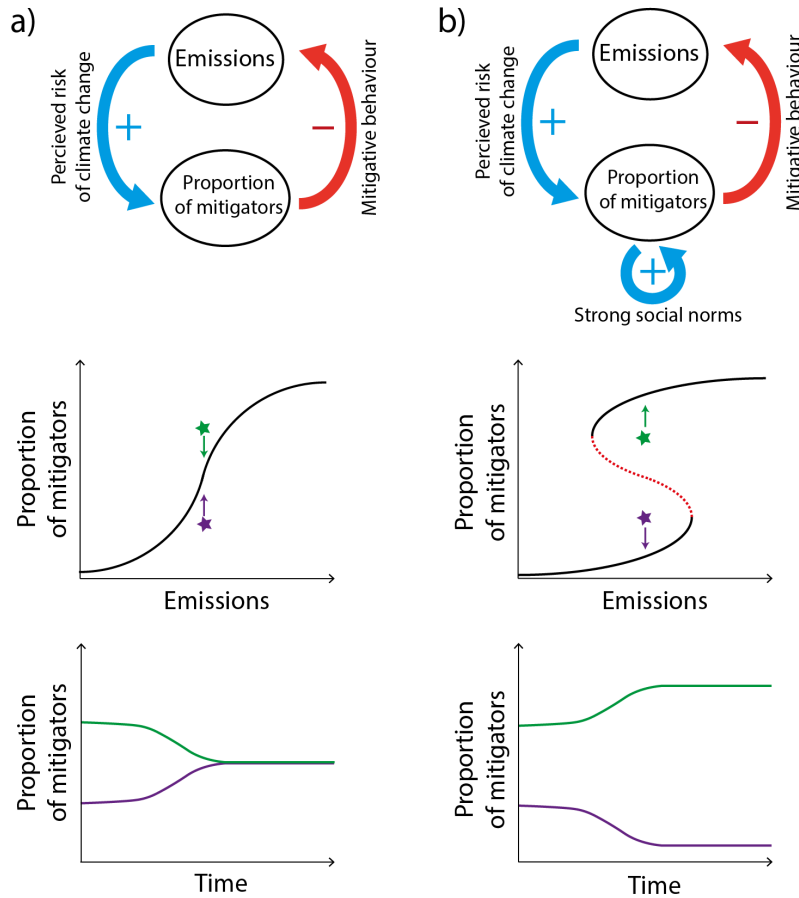 a)
Percieved risk
of climate change
+
Emissions
–
Mitigative behaviour
Proportion
of mitigators
Proportion
of mitigators
Emissions
Proportion
of mitigators
Time
b)
Percieved risk
of climate change
+
Emissions
–
Mitigative behaviour
Proportion
of mitigators
+
Strong social norms
Proportion
of mitigators
Emissions
Proportion
of mitigators
Time